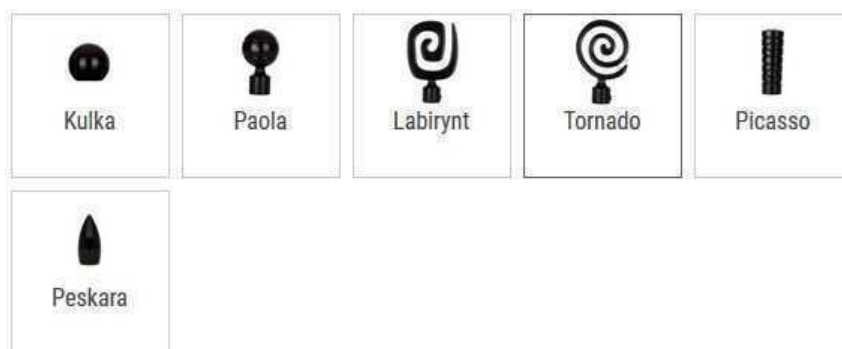 Kulka
Paola
Labirynt
Tornado
Picasso
Peskara